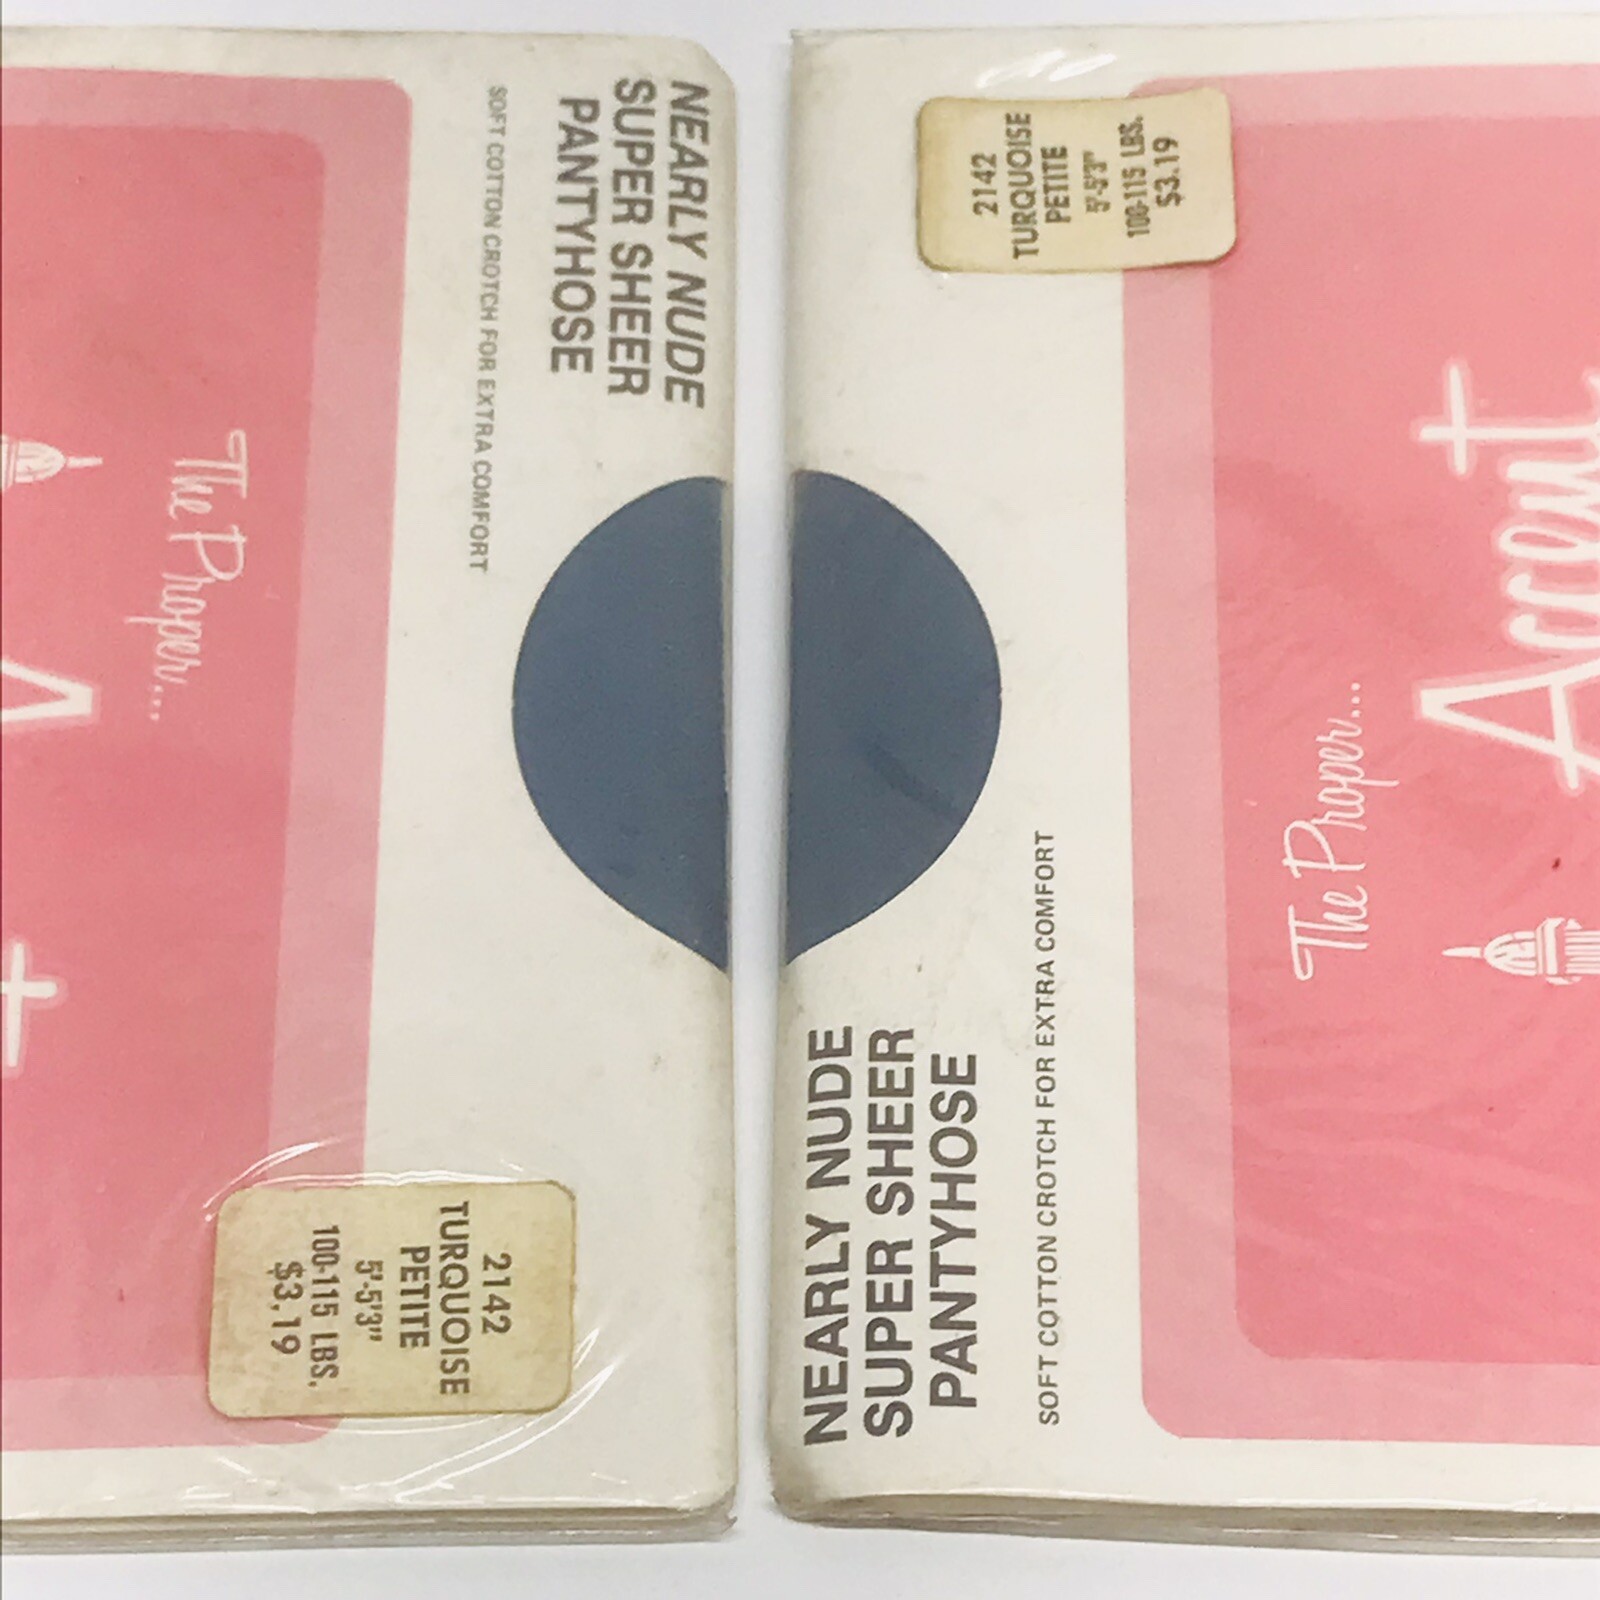 NEARLY NUDE
SUPER SHEER
PANTYHOSE
SOFT COTTON CROTCH FOR EXTRA COMFORT
The Proper...
2142
TURQUOISE
PETITE
5'-5'3"
100-115 LBS.
$3.19
2142
TURQUOISE
PETITE
5'-5'3"
100-115 LBS.
$3.19
The Proper...
Accent
NEARLY NUDE
SUPER SHEER
PANTYHOSE
SOFT COTTON CROTCH FOR EXTRA COMFORT